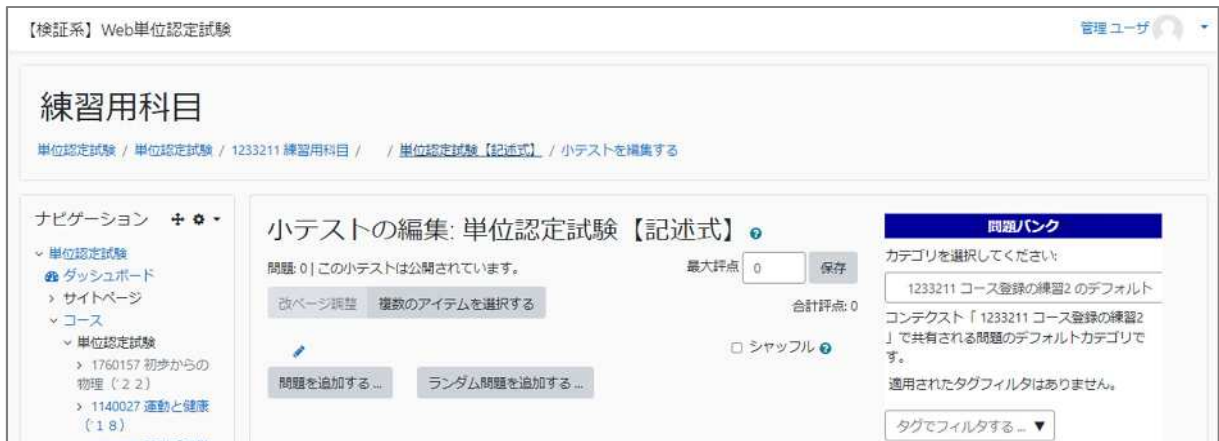 【検証系】Web単位認定試験
管理 ユーザ
練習用科目
単位認定試験 / 単位認定試験 / 1233211 練習用科目 / / 単位認定試験【記述式】 / 小テストを編集する
ナビゲーション
単位認定試験
ダッシュボード
サイトページ
コース
単位認定試験
1760157 初歩からの
物理（'２２）
1140027 運動と健康
（'１８）
小テストの編集: 単位認定試験【記述式】
問題: 0 | この小テストは公開されています。
最大評点 0 保存
改ページ調整 複数のアイテムを選択する
合計評点: 0
シャッフル
問題を追加する ...
ランダム問題を追加する ...
問題バンク
カテゴリを選択してください:
1233211 コース登録の練習2 のデフォルト
コンテクスト「 1233211 コース登録の練習2
」で共有される問題のデフォルトカテゴリで
す。
適用されたタグフィルタはありません。
タグでフィルタする ... ▼